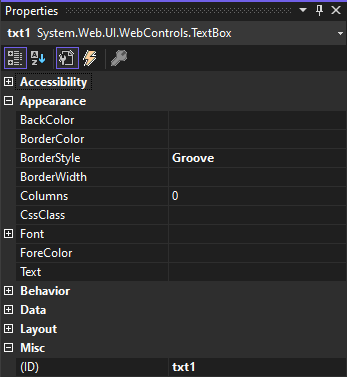 Properties
txt1 System.Web.UI.WebControls.TextBox
Accessibility
Appearance
BackColor
BorderColor
BorderStyle Groove
BorderWidth
Columns 0
CssClass
Font
ForeColor
Text
Behavior
Data
Layout
Misc
(ID) txt1